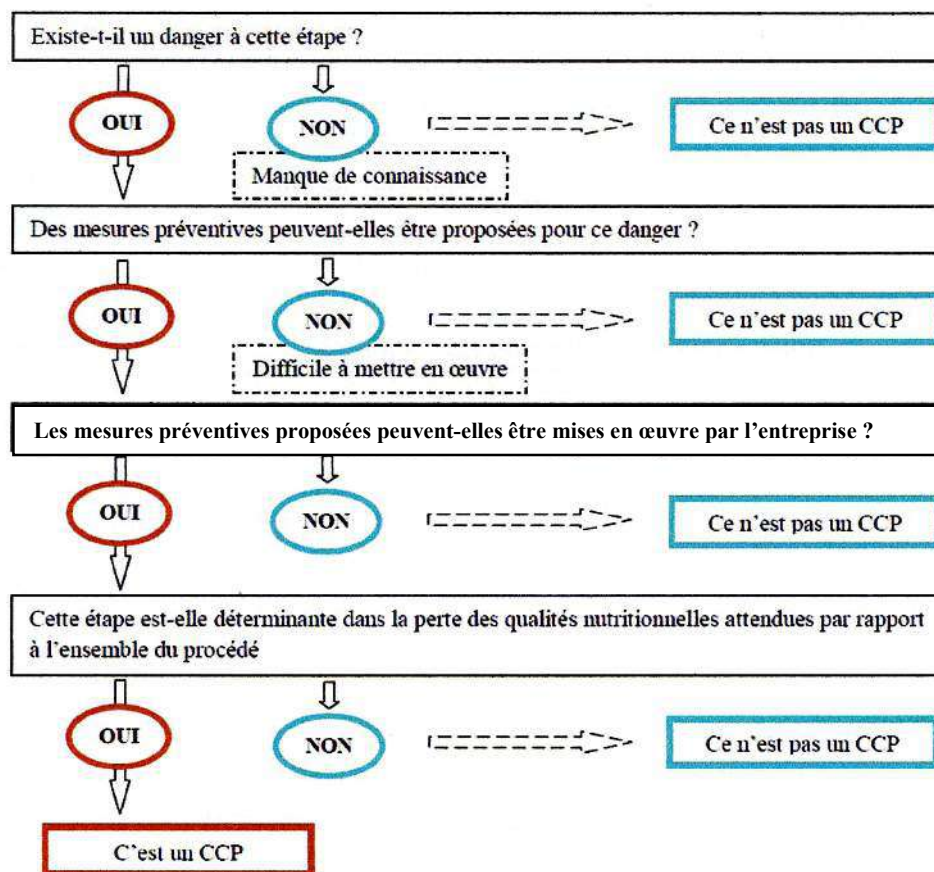 Existe-t-il un danger à cette étape ?
OUI
NON
Ce n'est pas un CCP
Manque de connaissance
Des mesures préventives peuvent-elles être proposées pour ce danger ?
OUI
NON
Ce n'est pas un CCP
Difficile à mettre en œuvre
Les mesures préventives proposées peuvent-elles être mises en œuvre par l'entreprise ?
OUI
NON
Ce n'est pas un CCP
Cette étape est-elle déterminante dans la perte des qualités nutritionnelles attendues par rapport
à l'ensemble du procédé
OUI
NON
Ce n'est pas un CCP
C'est un CCP